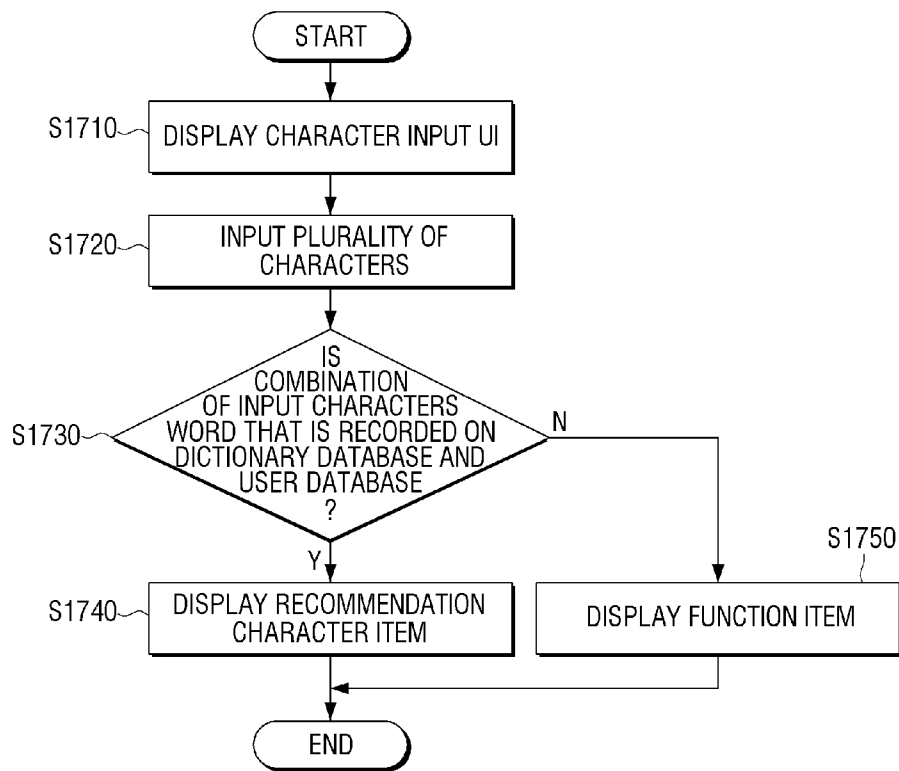 START
S1710
DISPLAY CHARACTER INPUT UI
S1720
INPUT PLURALITY OF
CHARACTERS
S1730
IS
COMBINATION
OF INPUT CHARACTERS
WORD THAT IS RECORDED ON
DICTIONARY DATABASE AND
USER DATABASE
?
N
Y
S1740
DISPLAY RECOMMENDATION
CHARACTER ITEM
S1750
DISPLAY FUNCTION ITEM
END